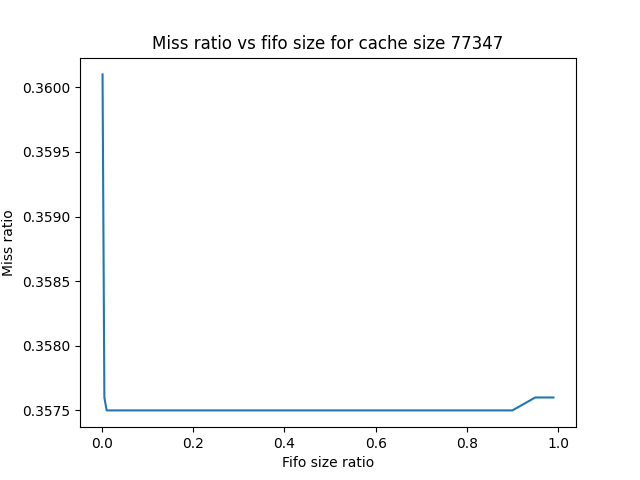 Miss ratio vs fifo size for cache size 77347
Miss ratio
0.3600
0.3595
0.3590
0.3585
0.3580
0.3575
0.0 0.2 0.4 0.6 0.8 1.0
Fifo size ratio